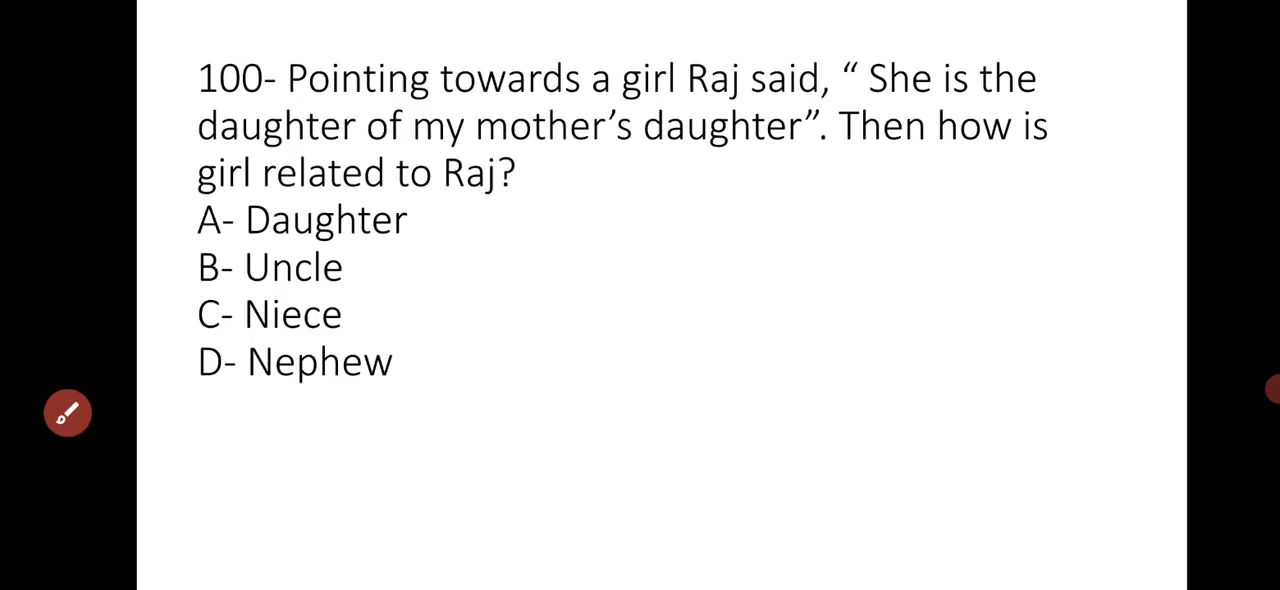 100- Pointing towards a girl Raj said, “ She is the
daughter of my mother’s daughter”. Then how is
girl related to Raj?
A- Daughter
B- Uncle
C- Niece
D- Nephew